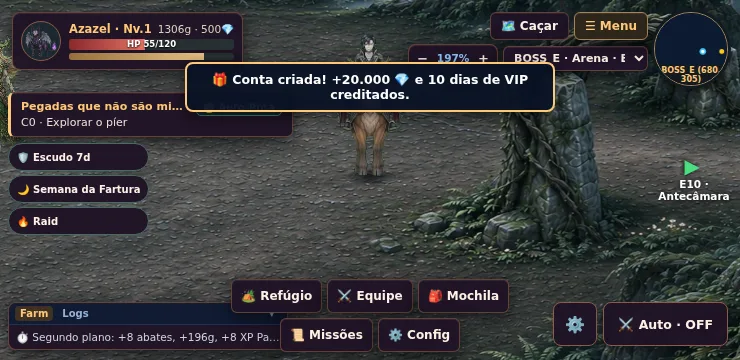 Azazel · Nv.1 1306g · 500💎
HP 55/120
🗺️ Caçar
☰ Menu
− 197% +
BOSS_E · Arena · E
BOSS_E (680,
305)
🎁 Conta criada! +20.000 💎 e 10 dias de VIP
creditados.
Pegadas que não são mi…
C0 · Explorar o píer
🛡️ Escudo 7d
🌙 Semana da Fartura
🔥 Raid
▶
E10 ·
Antecâmara
🏕️ Refúgio
⚔️ Equipe
🎒 Mochila
Farm Logs
⏱️ Segundo plano: +8 abates, +196g, +8 XP Pa…
📜 Missões
⚙️ Config
⚙️
⚔️ Auto · OFF